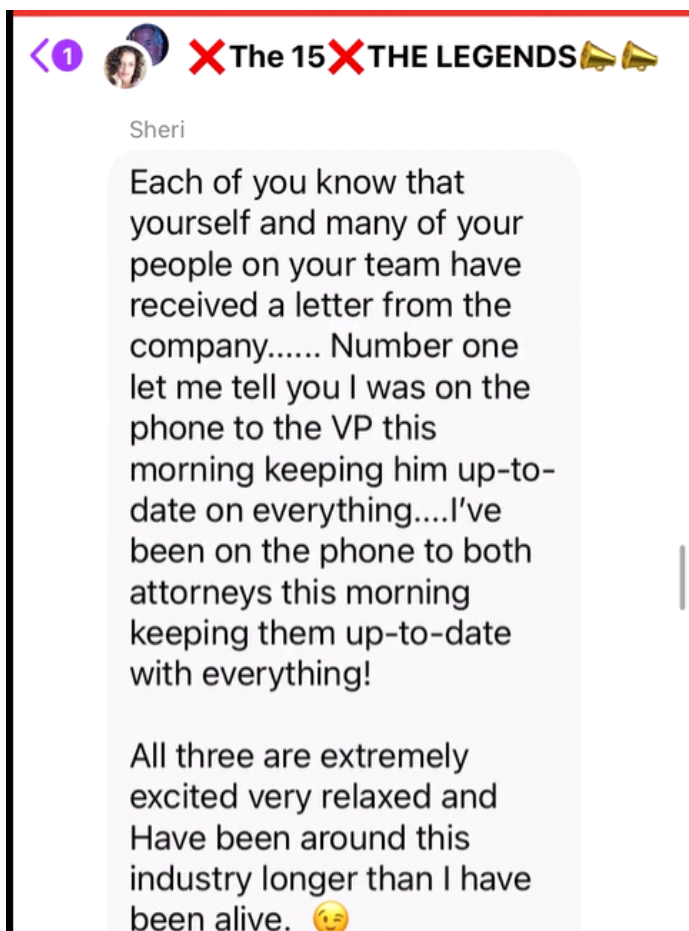 1
❌The 15❌THE LEGENDS📣📣
Sheri
Each of you know that
yourself and many of your
people on your team have
received a letter from the
company...... Number one
let me tell you I was on the
phone to the VP this
morning keeping him up-to-
date on everything....I’ve
been on the phone to both
attorneys this morning
keeping them up-to-date
with everything!
All three are extremely
excited very relaxed and
Have been around this
industry longer than I have
been alive. 😉